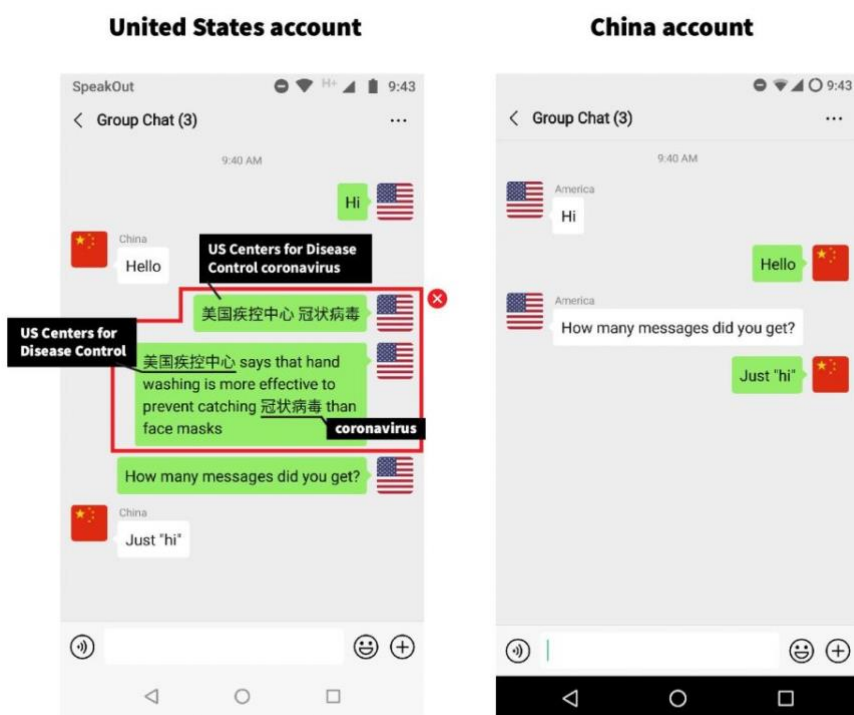 United States account
SpeakOut
H+
9:43
Group Chat (3)
...
9:40 AM
Hi
China
Hello
US Centers for Disease
Control coronavirus
美国疾控中心 冠状病毒
US Centers for
Disease Control
美国疾控中心 says that hand
washing is more effective to
prevent catching 冠状病毒 than
face masks
coronavirus
How many messages did you get?
China
Just "hi"
China account
9:43
Group Chat (3)
...
9:40 AM
America
Hi
Hello
America
How many messages did you get?
Just "hi"